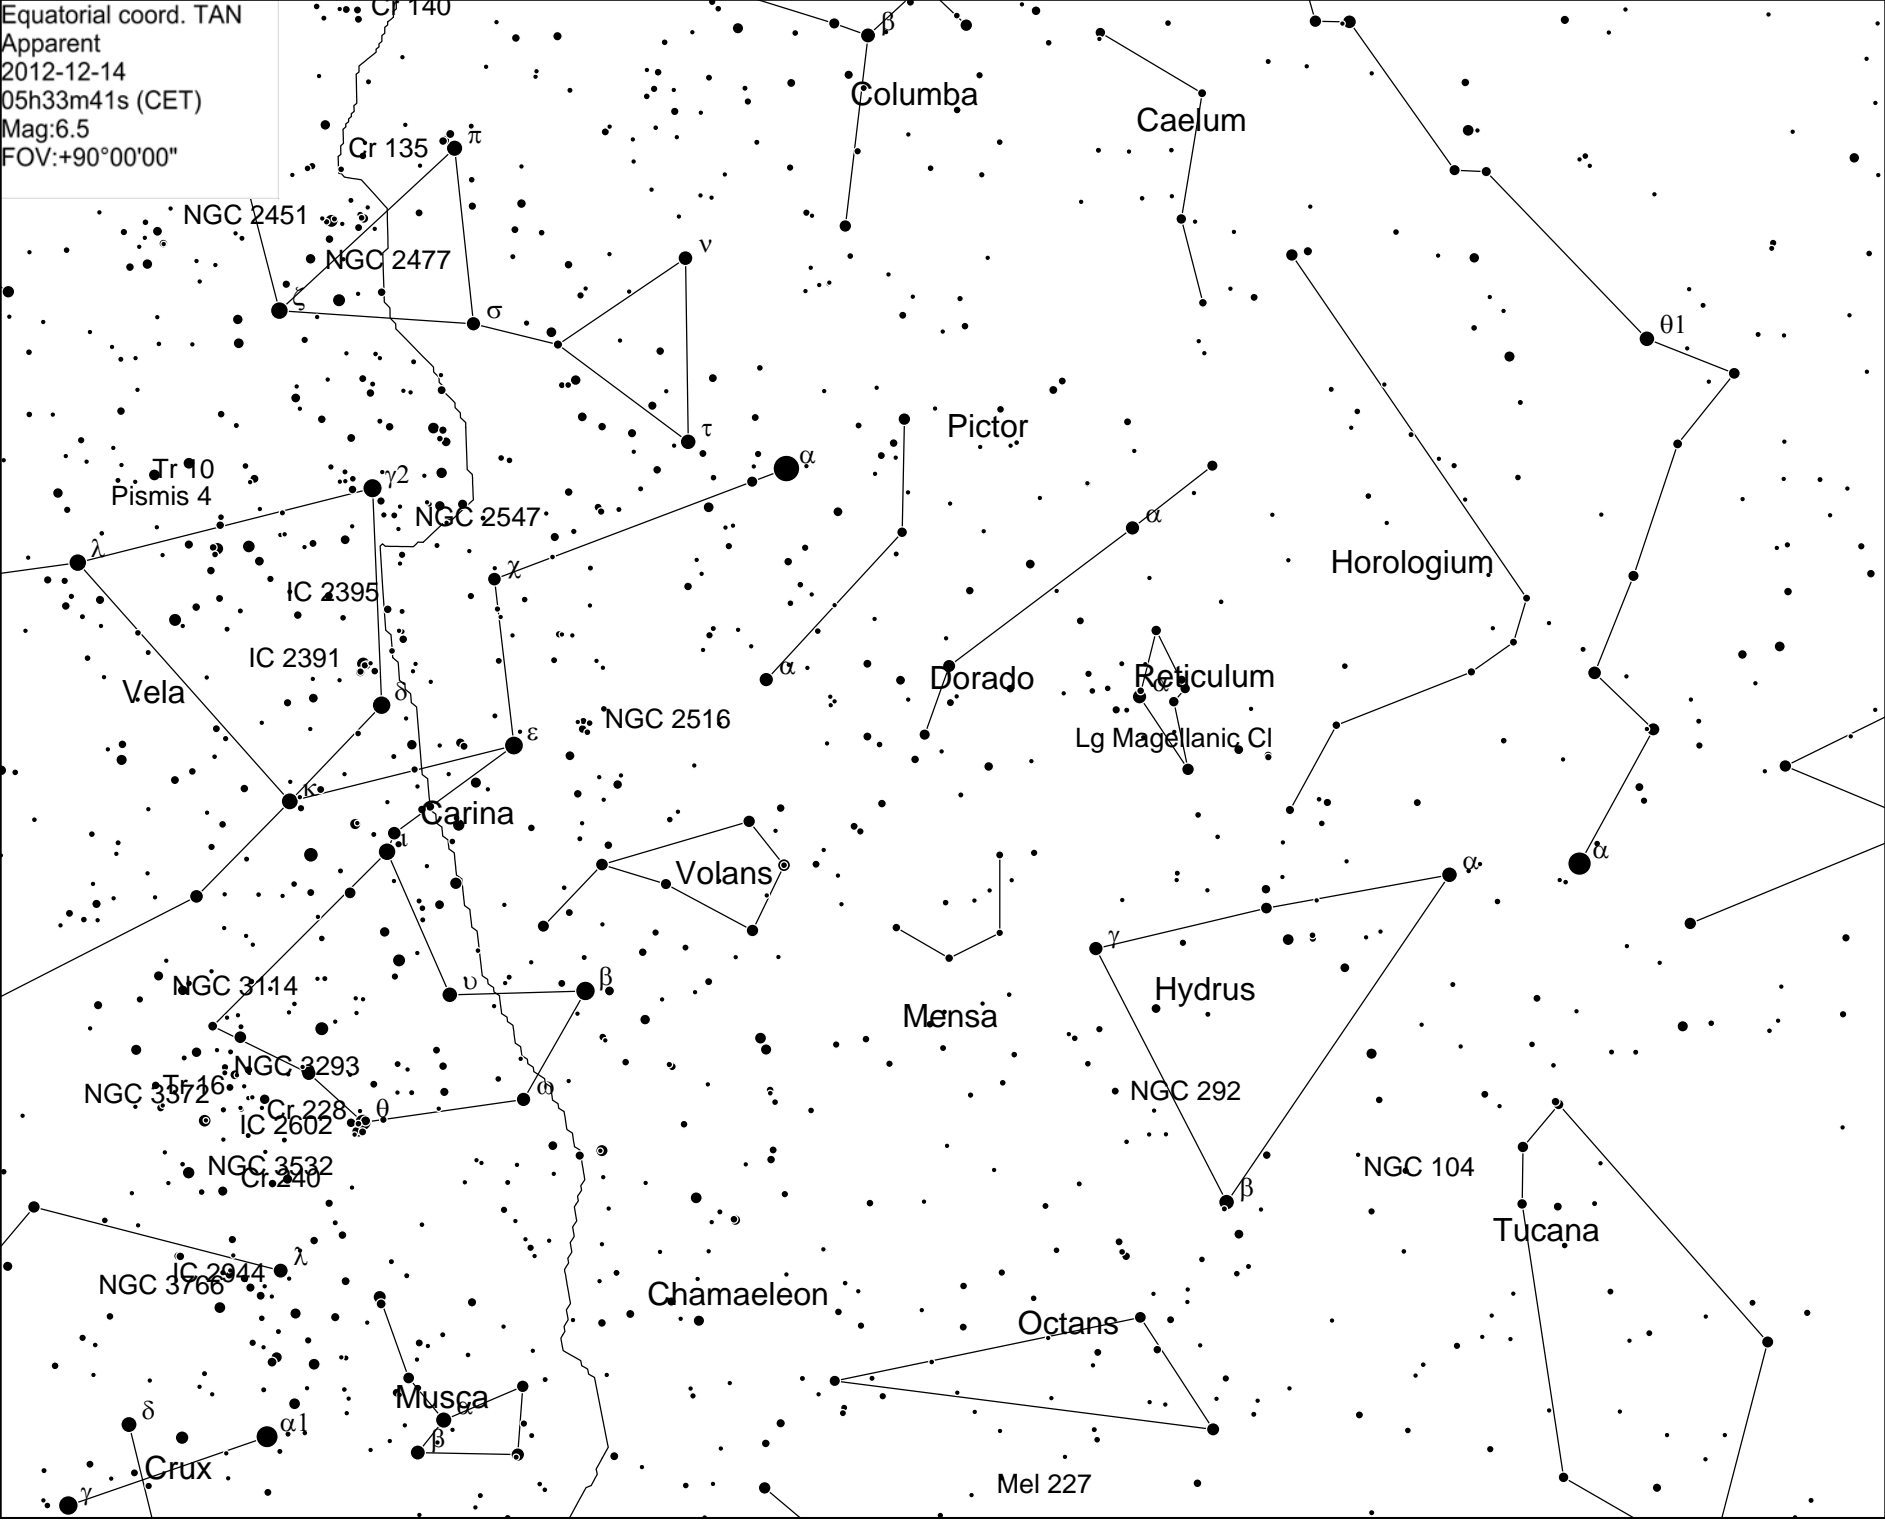 Equatorial coord. TAN
Apparent
2012-12-14
05h33m41s (CET)
Mag:6.5
FOV:+90°00'00"
Cr 140
β
Columba
Caelum
π
Cr 135
NGC 2451
NGC 2477
ν
ζ
σ
θ1
Pictor
τ
α
Tr 10
γ2
Pismis 4
NGC 2547
α
λ
χ
Horologium
IC 2395
IC 2391
α
Dorado
Reticulum
α
Vela
δ
NGC 2516
ε
Lg Magellanic Cl
κ
Carina
ι
Volans
α
α
γ
υ
β
NGC 3114
Hydrus
Mensa
NGC 3293
Tr 16
NGC 3372
ω
NGC 292
Cr 228
θ
IC 2602
NGC 3532
Cr 240
NGC 104
β
Tucana
λ
IC 2944
NGC 3766
Chamaeleon
Octans
Musca
α
δ
α1
β
Crux
Mel 227
γ